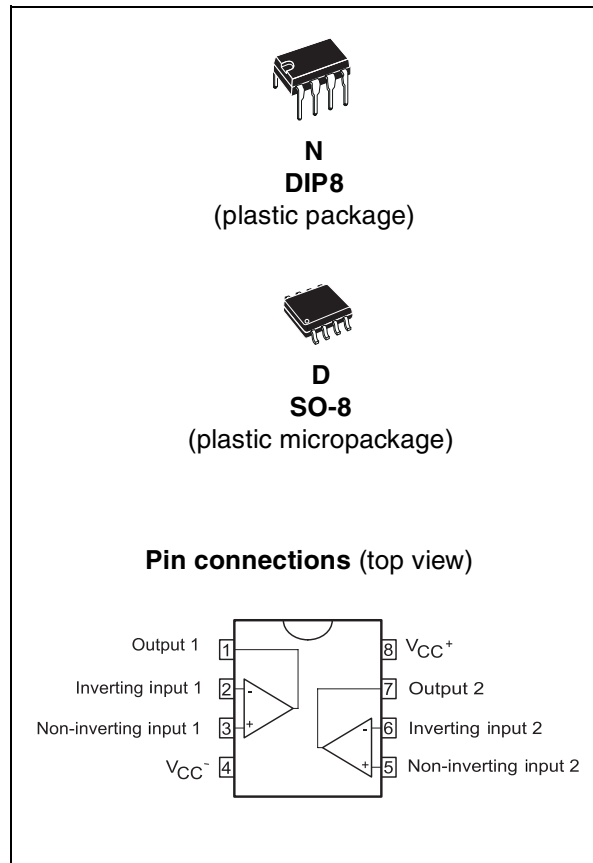 N
DIP8
(plastic package)
D
SO-8
(plastic micropackage)
Pin connections (top view)
Output 1 1
Inverting input 1 2 -
Non-inverting input 1 3 +
VCC- 4
8 VCC+
7 Output 2
- 6 Inverting input 2
+ 5 Non-inverting input 2